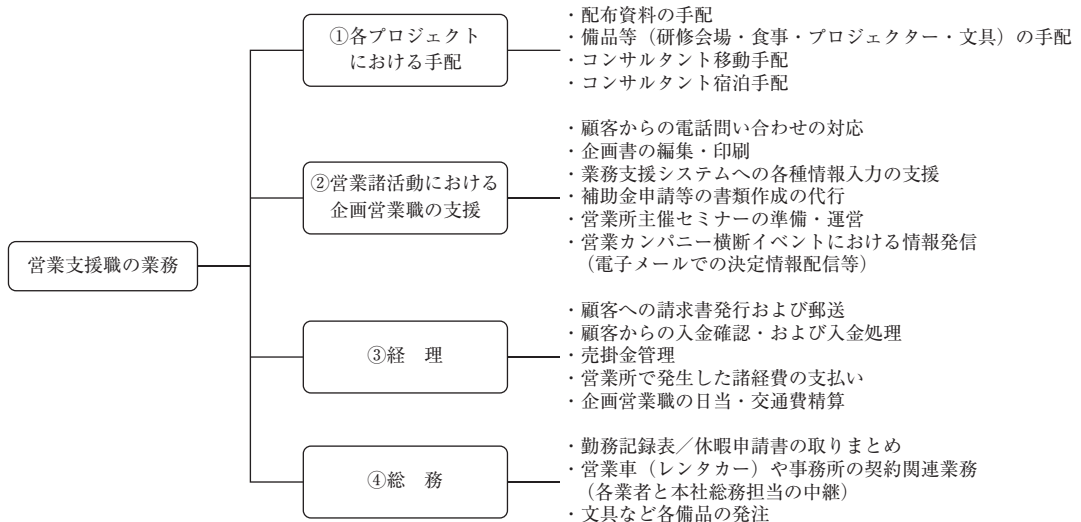 営業支援職の業務
①各プロジェクト
における手配
・配布資料の手配
・備品等（研修会場・食事・プロジェクター・文具）の手配
・コンサルタント移動手配
・コンサルタント宿泊手配
②営業諸活動における
企画営業職の支援
・顧客からの電話問い合わせの対応
・企画書の編集・印刷
・業務支援システムへの各種情報入力の支援
・補助金申請等の書類作成の代行
・営業所主催セミナーの準備・運営
・営業カンパニー横断イベントにおける情報発信
（電子メールでの決定情報配信等）
③経　理
・顧客への請求書発行および郵送
・顧客からの入金確認・および入金処理
・売掛金管理
・営業所で発生した諸経費の支払い
・企画営業職の日当・交通費精算
④総　務
・勤務記録表／休暇申請書の取りまとめ
・営業車（レンタカー）や事務所の契約関連業務
（各業者と本社総務担当の中継）
・文具など各備品の発注